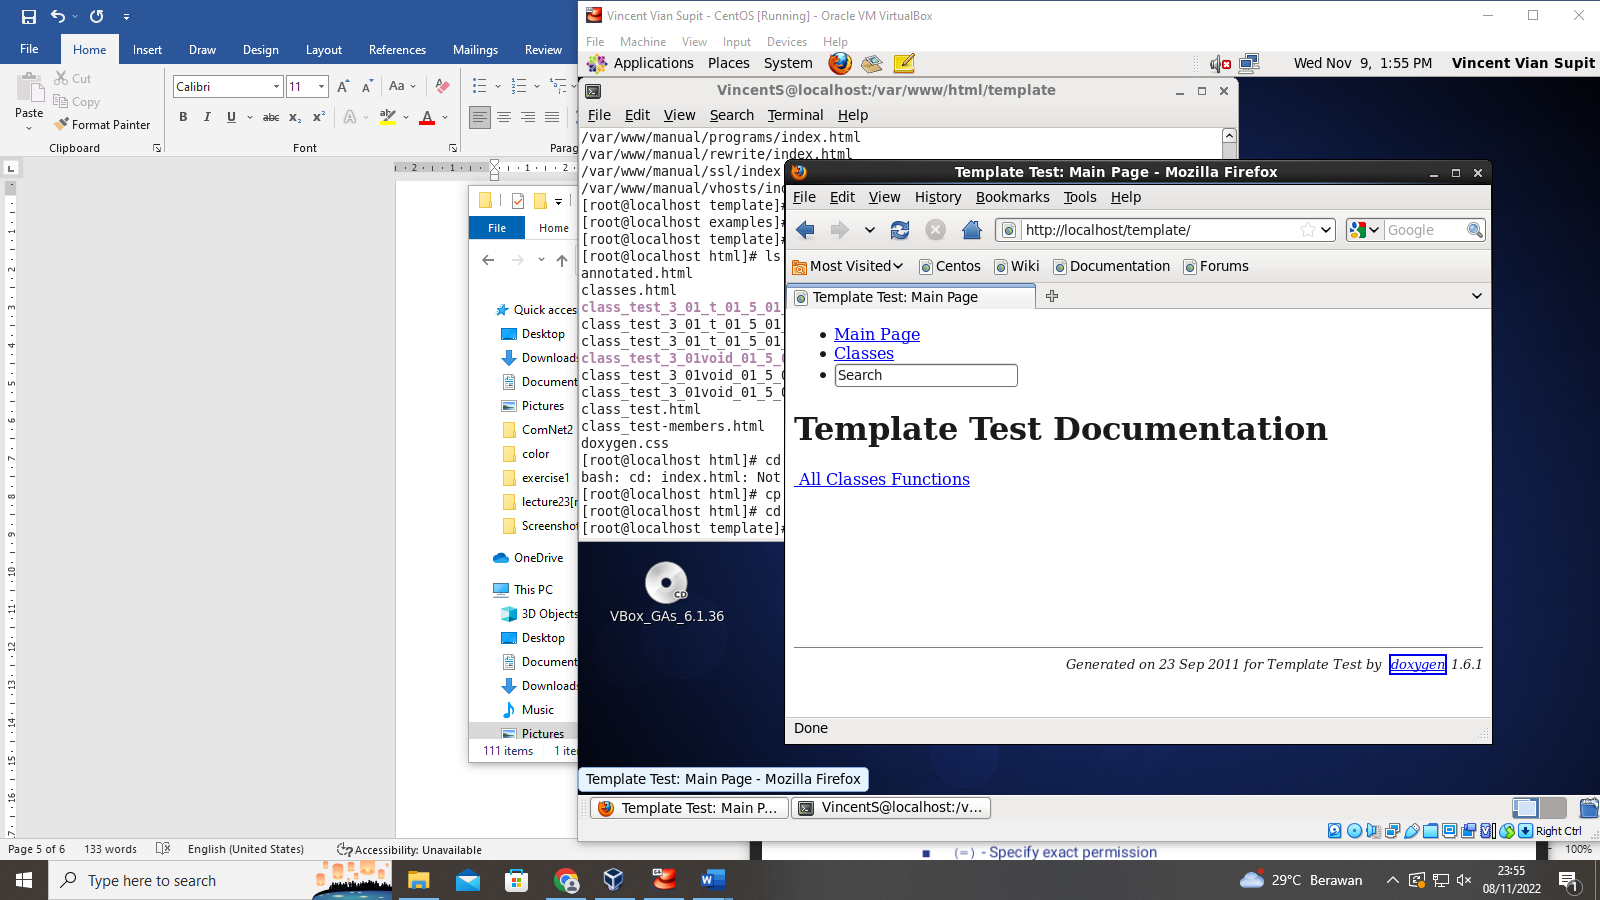 File
Home
Insert
Draw
Design
Layout
References
Mailings
Review
Paste
Cut
Copy
Format Painter
Clipboard
Calibri
11
Font
Parag
File
Home
Quick acces
Desktop
Downloads
Document
Pictures
ComNet2
color
exercise1
lecture23[r
Screenshot
OneDrive
This PC
3D Objects
Desktop
Document
Downloads
Music
Pictures
111 items
1 ite
Page 5 of 6
133 words
English (United States)
Accessibility: Unavailable
Vincent Vian Supit - CentOS [Running] - Oracle VM VirtualBox
File Machine View Input Devices Help
Applications Places System
Wed Nov 9, 1:55 PM
Vincent Vian Supit
VincentS@localhost:/var/www/html/template
File Edit View Search Terminal Help
/var/www/manual/programs/index.html
/var/www/manual/rewrite/index.html
/var/www/manual/ssl/index
/var/www/manual/vhosts/ind
[root@localhost template]#
[root@localhost examples]#
[root@localhost template]#
[root@localhost html]# ls
annotated.html
classes.html
class_test_3_01_t_01_5_01_
class_test_3_01_t_01_5_01_
class_test_3_01_t_01_5_01_
class_test_3_01void_01_5_0
class_test_3_01void_01_5_0
class_test_3_01void_01_5_0
class_test.html
class_test-members.html
doxygen.css
[root@localhost html]# cd
bash: cd: index.html: Not
[root@localhost html]# cp
[root@localhost html]# cd
[root@localhost template]#
Template Test: Main Page - Mozilla Firefox
File Edit View History Bookmarks Tools Help
http://localhost/template/
Google
Most Visited Centos Wiki Documentation Forums
Template Test: Main Page
Main Page
Classes
Search
Template Test Documentation
All Classes Functions
Generated on 23 Sep 2011 for Template Test by doxygen 1.6.1
Done
CD
VBox_GAs_6.1.36
Template Test: Main Page - Mozilla Firefox
Template Test: Main P...
VincentS@localhost:/v...
Right Ctrl
(=) - Specify exact permission
100%
Type here to search
29°C Berawan
23:55
08/11/2022
1